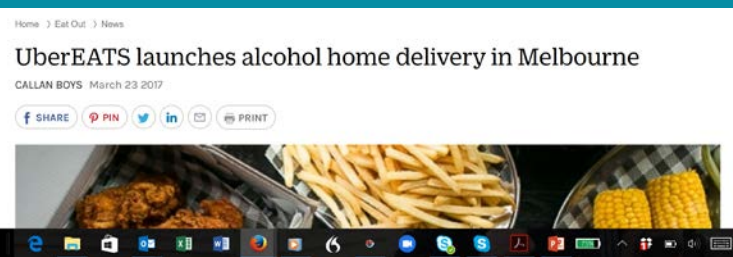 Home > Eat Out > News
UberEATS launches alcohol home delivery in Melbourne
CALLAN BOYS March 23 2017
f SHARE PIN in PRINT